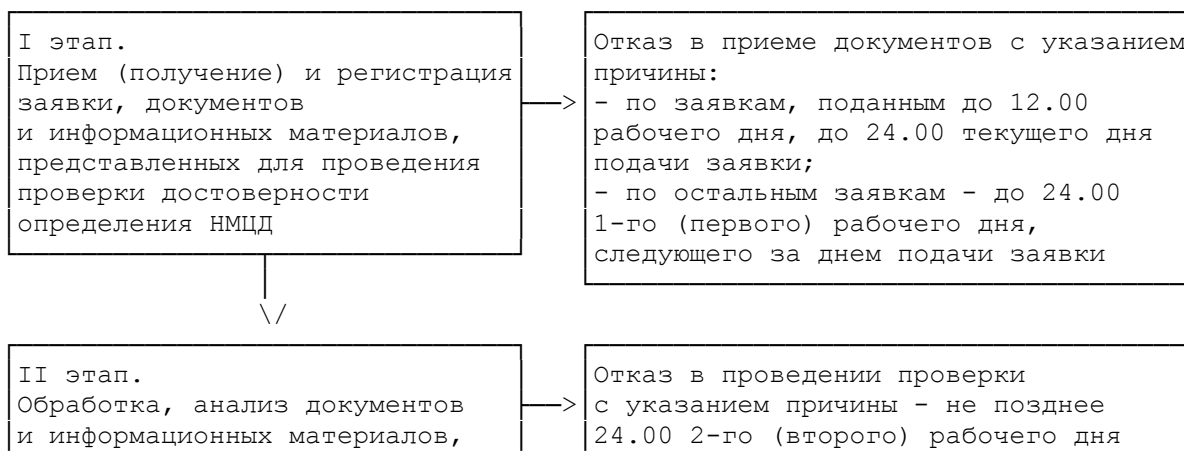 I этап.
Прием (получение) и регистрация
заявки, документов
и информационных материалов,
представленных для проведения
проверки достоверности
определения НМЦД
Отказ в приеме документов с указанием
причины:
- по заявкам, поданным до 12.00
рабочего дня, до 24.00 текущего дня
подачи заявки;
- по остальным заявкам - до 24.00
1-го (первого) рабочего дня,
следующего за днем подачи заявки
II этап.
Обработка, анализ документов
и информационных материалов,
Отказ в проведении проверки
с указанием причины - не позднее
24.00 2-го (второго) рабочего дня